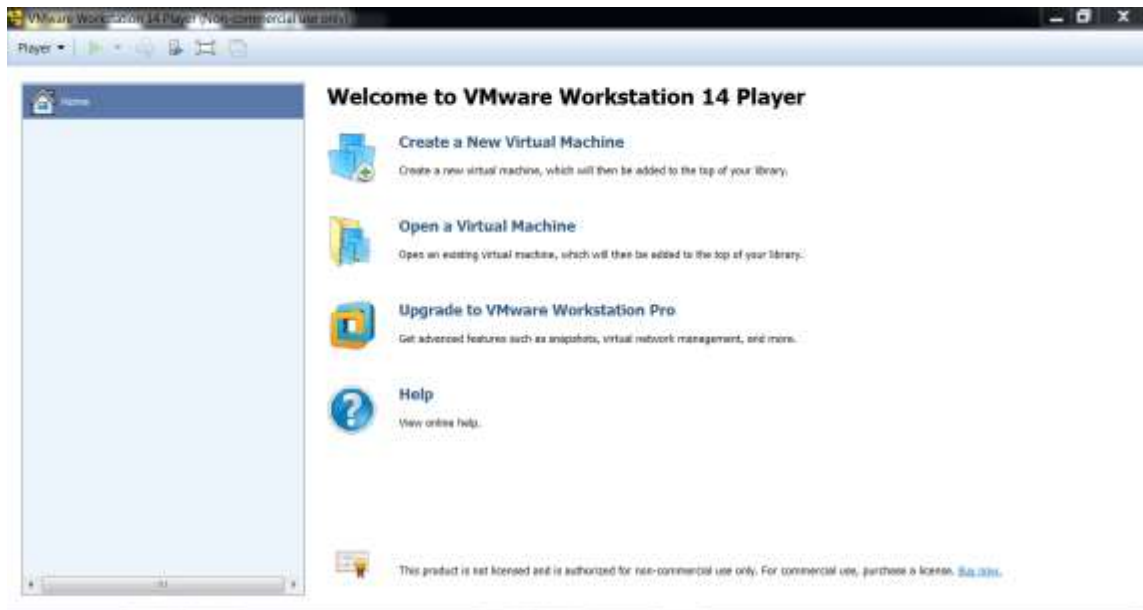 VMware Workstation 14 Player (Non-commercial use only)
Player
Home
Welcome to VMware Workstation 14 Player
Create a New Virtual Machine
Create a new virtual machine, which will then be added to the top of your library.
Open a Virtual Machine
Open an existing virtual machine, which will then be added to the top of your library.
Upgrade to VMware Workstation Pro
Get advanced features such as snapshots, virtual network management, and more.
Help
View online help.
This product is not licensed and is authorized for non-commercial use only. For commercial use, purchase a license. Buy now.